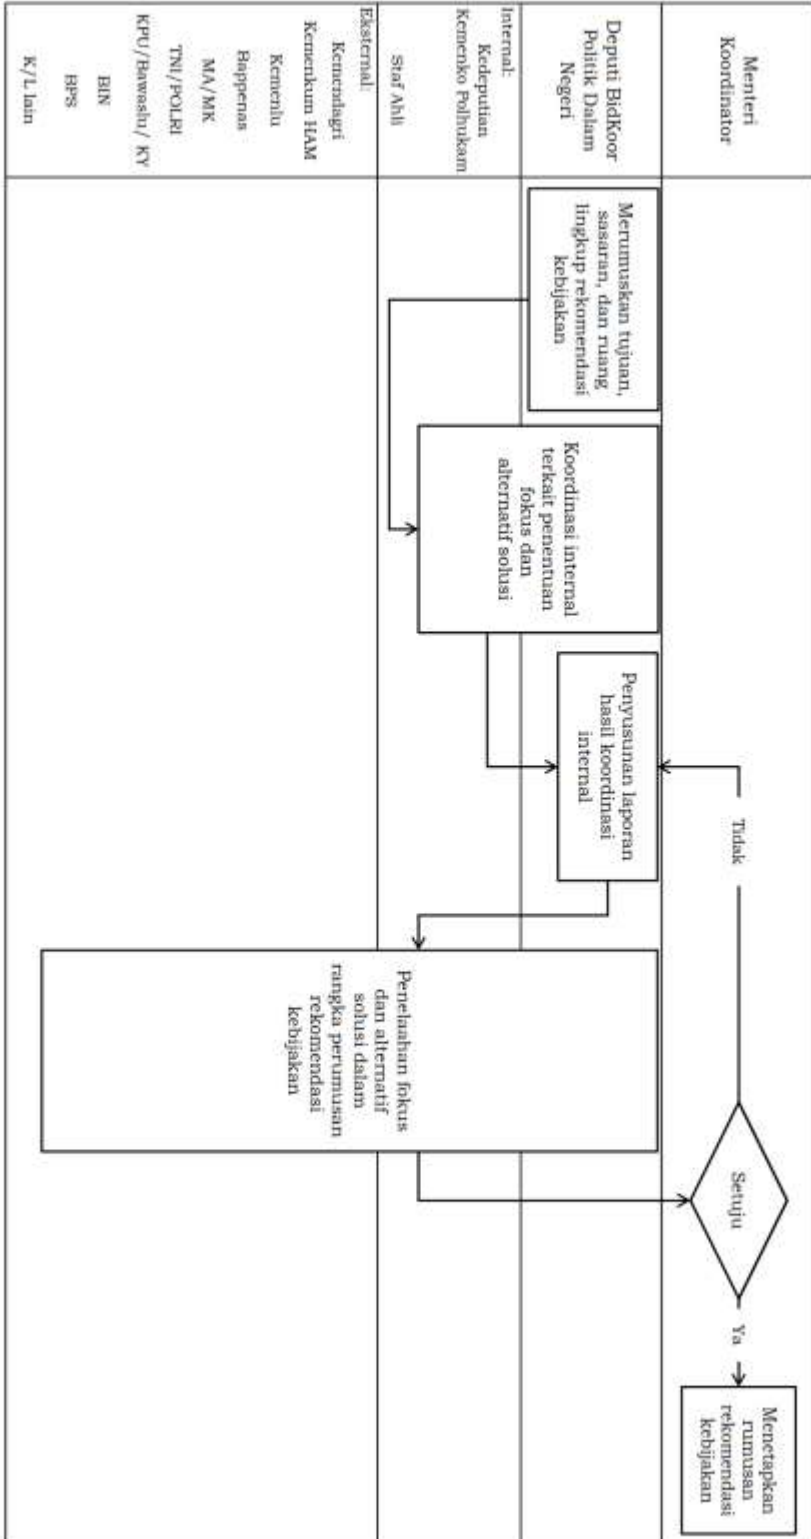 Menteri
Koordinator
Deputi BidKoor
Politik Dalam
Negeri
Internal:
Kedeputian
Kemenko Polhukam
Staf Ahli
Eksternal:
Kemendagri
Kemenkum HAM
Kemenlu
Bappenas
MA/MK
TNI/POLRI
KPU/Bawaslu/ KY
BIN
BPS
K/L lain
Merumuskan tujuan,
sasaran, dan ruang
lingkup rekomendasi
kebijakan
Koordinasi internal
terkait penentuan
fokus dan
alternatif solusi
Penyusunan laporan
hasil koordinasi
internal
Tidak
Penelaahan fokus
dan alternatif
solusi dalam
rangka perumusan
rekomendasi
kebijakan
Setuju
Ya
Menetapkan
rumusan
rekomendasi
kebijakan